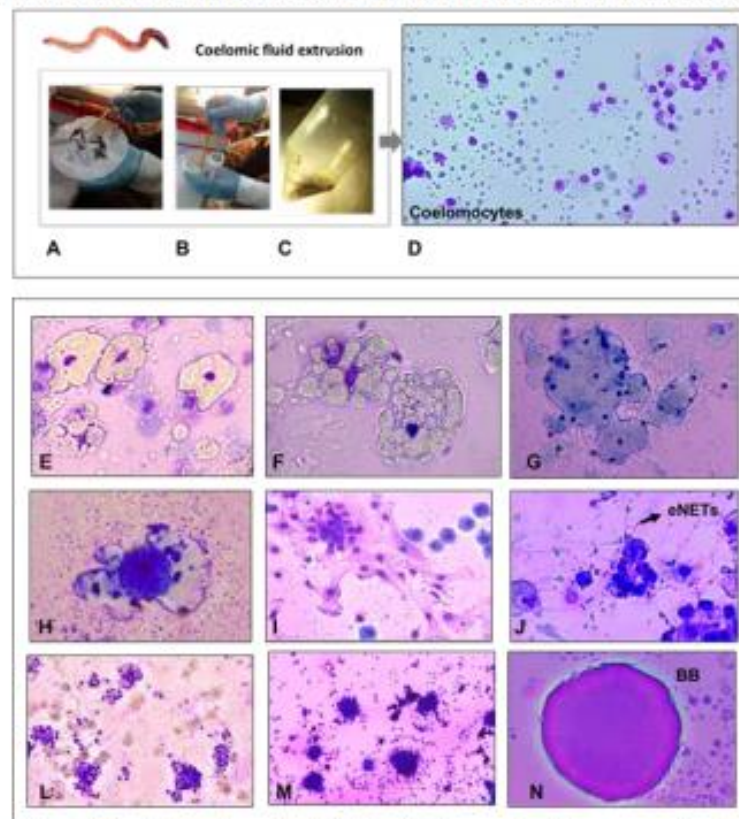 Coelomic fluid extrusion
Coelomocytes
A
B
C
D
E
F
G
H
I
eNETs
J
L
M
BB
N